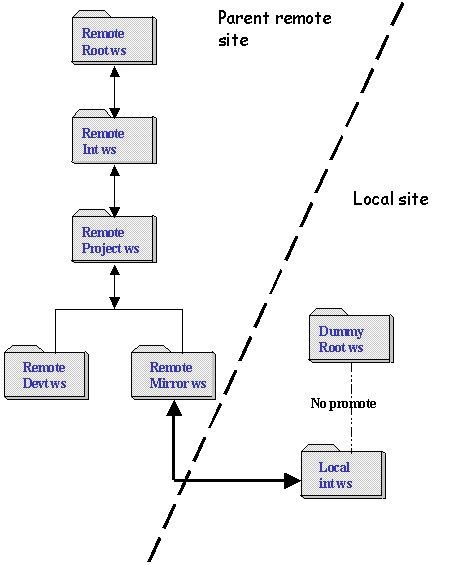 Parent remote
site
Remote
Root ws
Remote
Int ws
Local site
Remote
Project ws
Dummy
Root ws
Remote
Devt ws
Remote
Mirror ws
No promote
Local
int ws